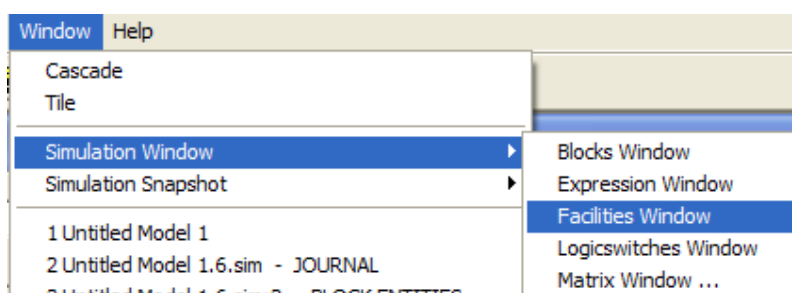 Window Help
Cascade
Tile
Simulation Window
Simulation Snapshot
1 Untitled Model 1
2 Untitled Model 1.6.sim - JOURNAL
Blocks Window
Expression Window
Facilities Window
Logicswitches Window
Matrix Window ...